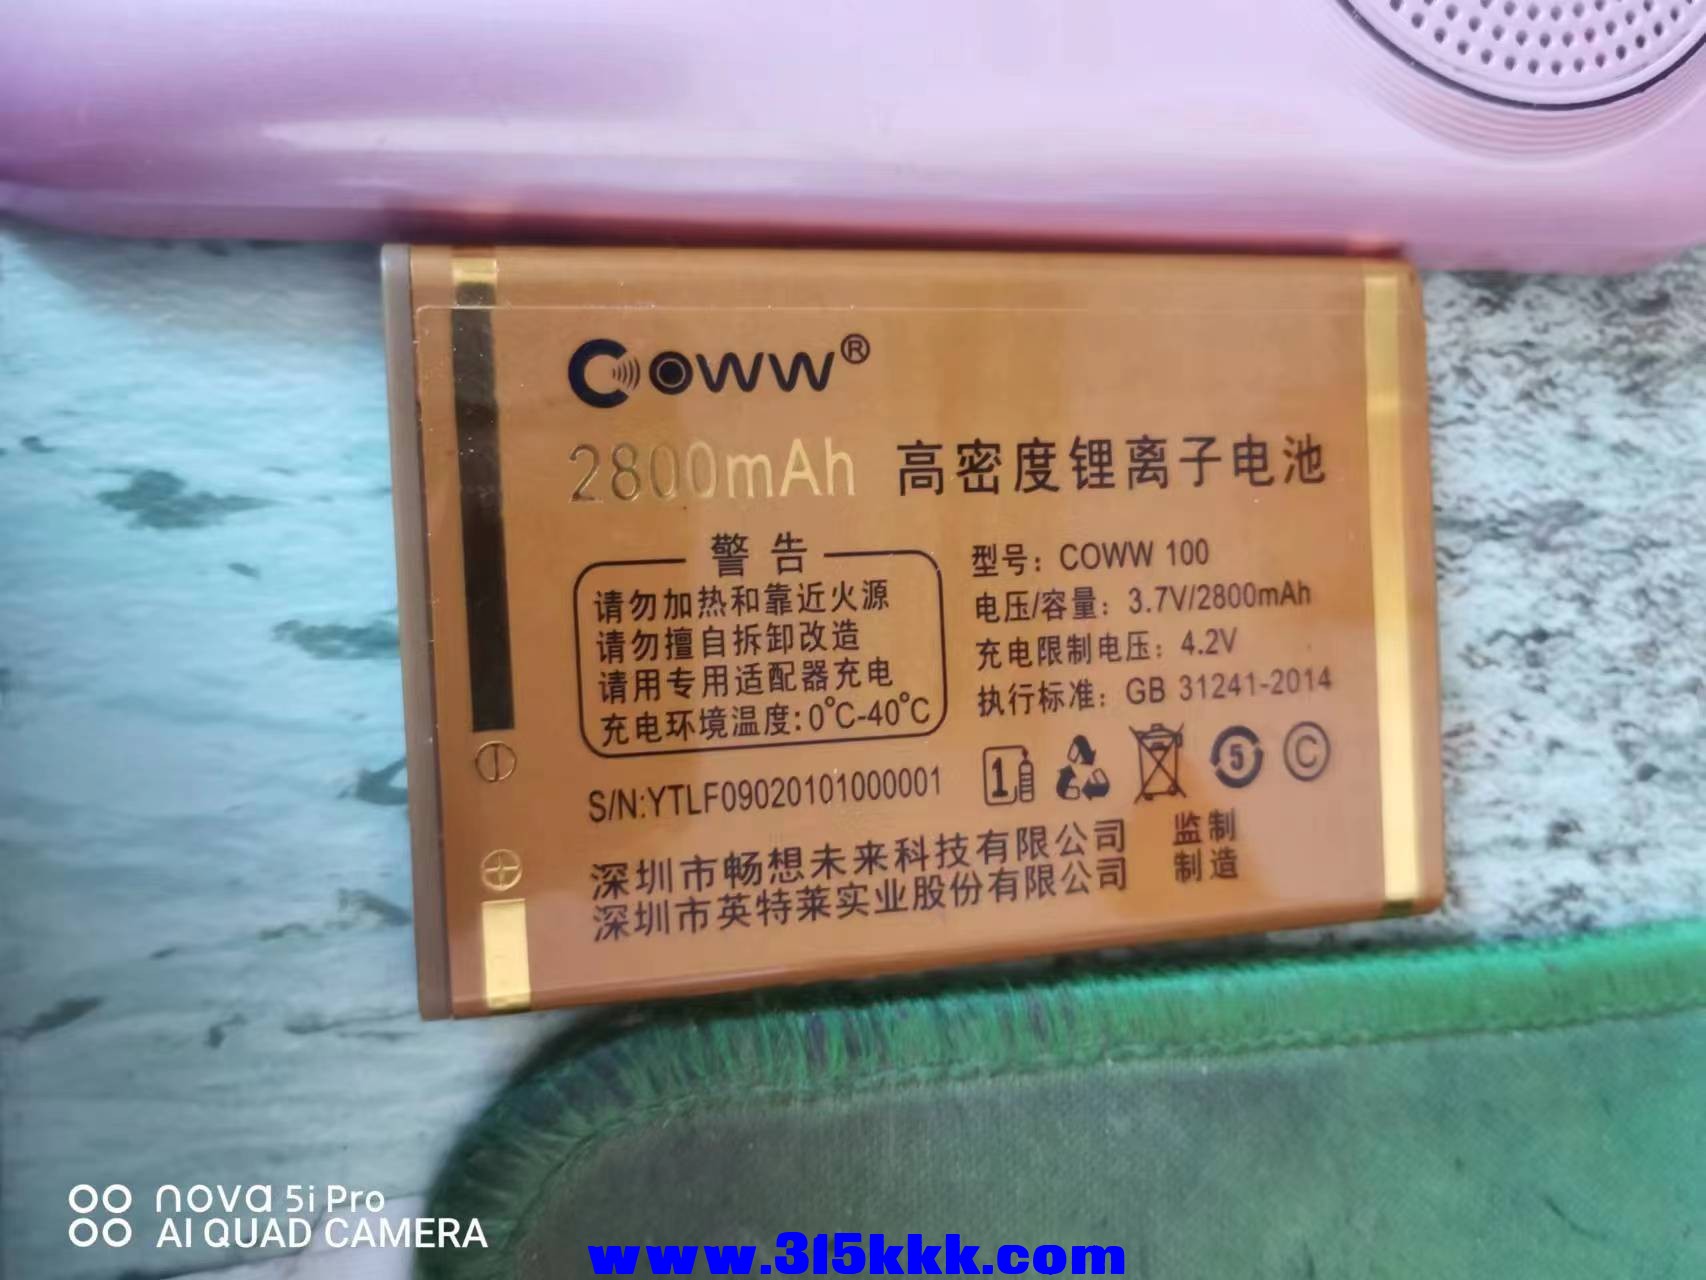 COWW®
2800mAh 高密度锂离子电池
警告
请勿加热和靠近火源
请勿擅自拆卸改造
请用专用适配器充电
充电环境温度:0℃-40℃
型号: COWW 100
电压/容量: 3.7V/2800mAh
充电限制电压: 4.2V
执行标准: GB 31241-2014
S/N:YTLF09020101000001
1
5
C
深圳市畅想未来科技有限公司 监制
深圳市英特莱实业股份有限公司 制造
nova 5i Pro
AI QUAD CAMERA
www.315kkk.com